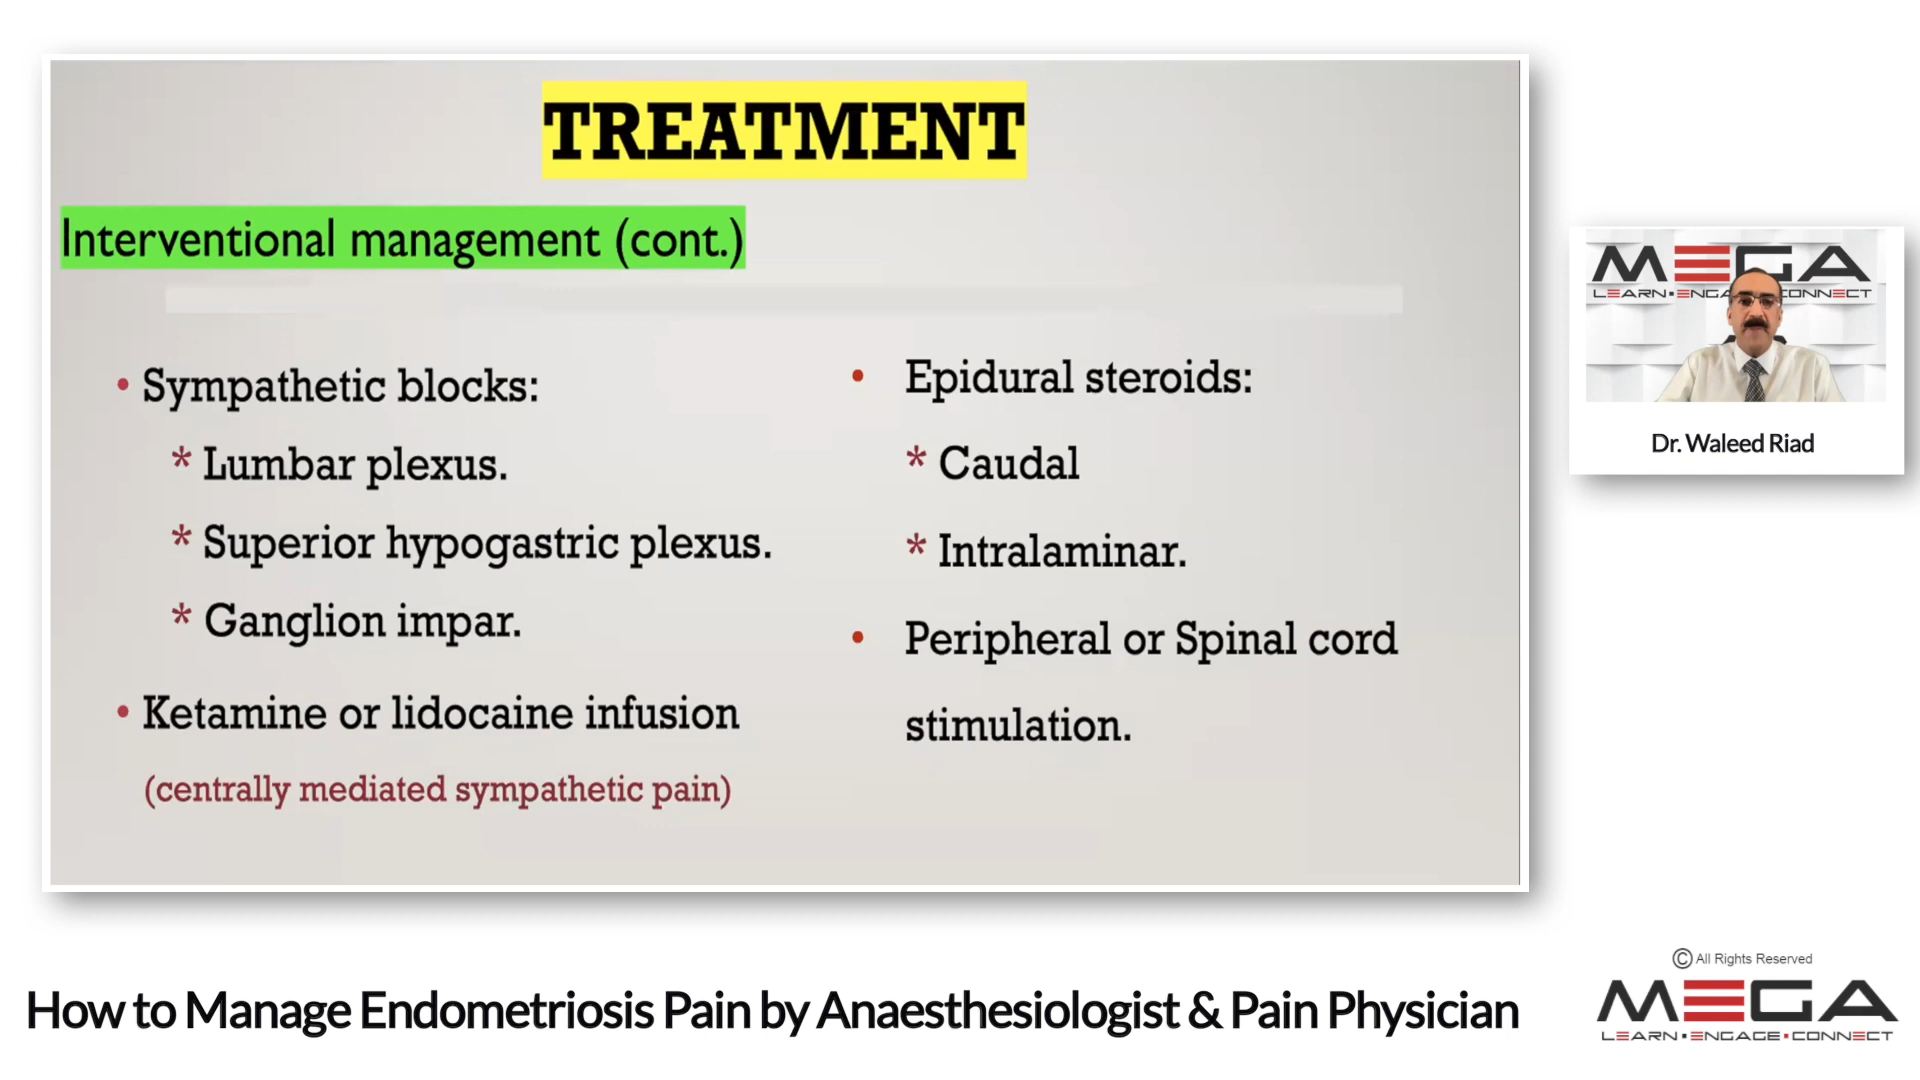 TREATMENT
Interventional management (cont.)
• Sympathetic blocks:
* Lumbar plexus.
* Superior hypogastric plexus.
* Ganglion impar.
• Ketamine or lidocaine infusion
(centrally mediated sympathetic pain)
• Epidural steroids:
* Caudal
* Intralaminar.
• Peripheral or Spinal cord
stimulation.
MEGA
LEARN•ENGA CONNECT
Dr. Waleed Riad
How to Manage Endometriosis Pain by Anaesthesiologist & Pain Physician
© All Rights Reserved
MEGA
LEARN•ENGAGE•CONNECT